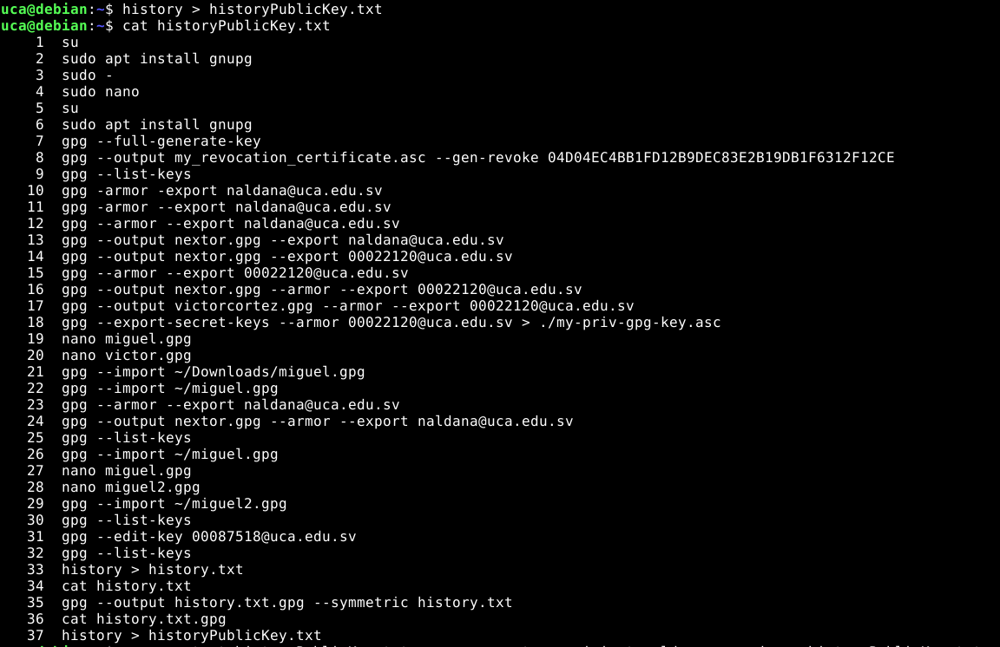 uca@debian:~$ history > historyPublicKey.txt
uca@debian:~$ cat historyPublicKey.txt
1 su
2 sudo apt install gnupg
3 sudo -
4 sudo nano
5 su
6 sudo apt install gnupg
7 gpg --full-generate-key
8 gpg --output my_revocation_certificate.asc --gen-revoke 04D04EC4BB1FD12B9DEC83E2B19DB1F6312F12CE
9 gpg --list-keys
10 gpg -armor -export naldana@uca.edu.sv
11 gpg -armor --export naldana@uca.edu.sv
12 gpg --armor --export naldana@uca.edu.sv
13 gpg --output nextor.gpg --export naldana@uca.edu.sv
14 gpg --output nextor.gpg --export 00022120@uca.edu.sv
15 gpg --armor --export 00022120@uca.edu.sv
16 gpg --output nextor.gpg --armor --export 00022120@uca.edu.sv
17 gpg --output victorcortez.gpg --armor --export 00022120@uca.edu.sv
18 gpg --export-secret-keys --armor 00022120@uca.edu.sv > ./my-priv-gpg-key.asc
19 nano miguel.gpg
20 nano victor.gpg
21 gpg --import ~/Downloads/miguel.gpg
22 gpg --import ~/miguel.gpg
23 gpg --armor --export naldana@uca.edu.sv
24 gpg --output nextor.gpg --armor --export naldana@uca.edu.sv
25 gpg --list-keys
26 gpg --import ~/miguel.gpg
27 nano miguel.gpg
28 nano miguel2.gpg
29 gpg --import ~/miguel2.gpg
30 gpg --list-keys
31 gpg --edit-key 00087518@uca.edu.sv
32 gpg --list-keys
33 history > history.txt
34 cat history.txt
35 gpg --output history.txt.gpg --symmetric history.txt
36 cat history.txt.gpg
37 history > historyPublicKey.txt